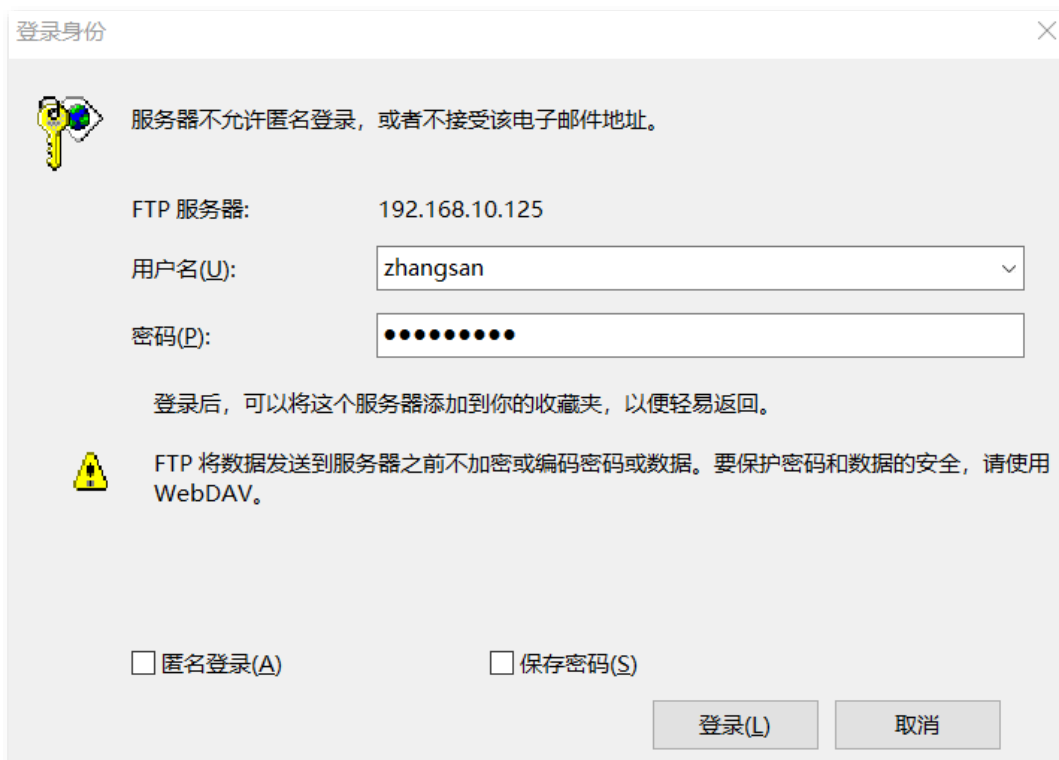 登录身份
服务器不允许匿名登录，或者不接受该电子邮件地址。
FTP 服务器: 192.168.10.125
用户名(U): zhangsan
密码(P): ●●●●●●●●●
登录后，可以将这个服务器添加到你的收藏夹，以便轻易返回。
FTP 将数据发送到服务器之前不加密或编码密码或数据。要保护密码和数据的安全，请使用
WebDAV。
匿名登录(A) 保存密码(S)
登录(L) 取消